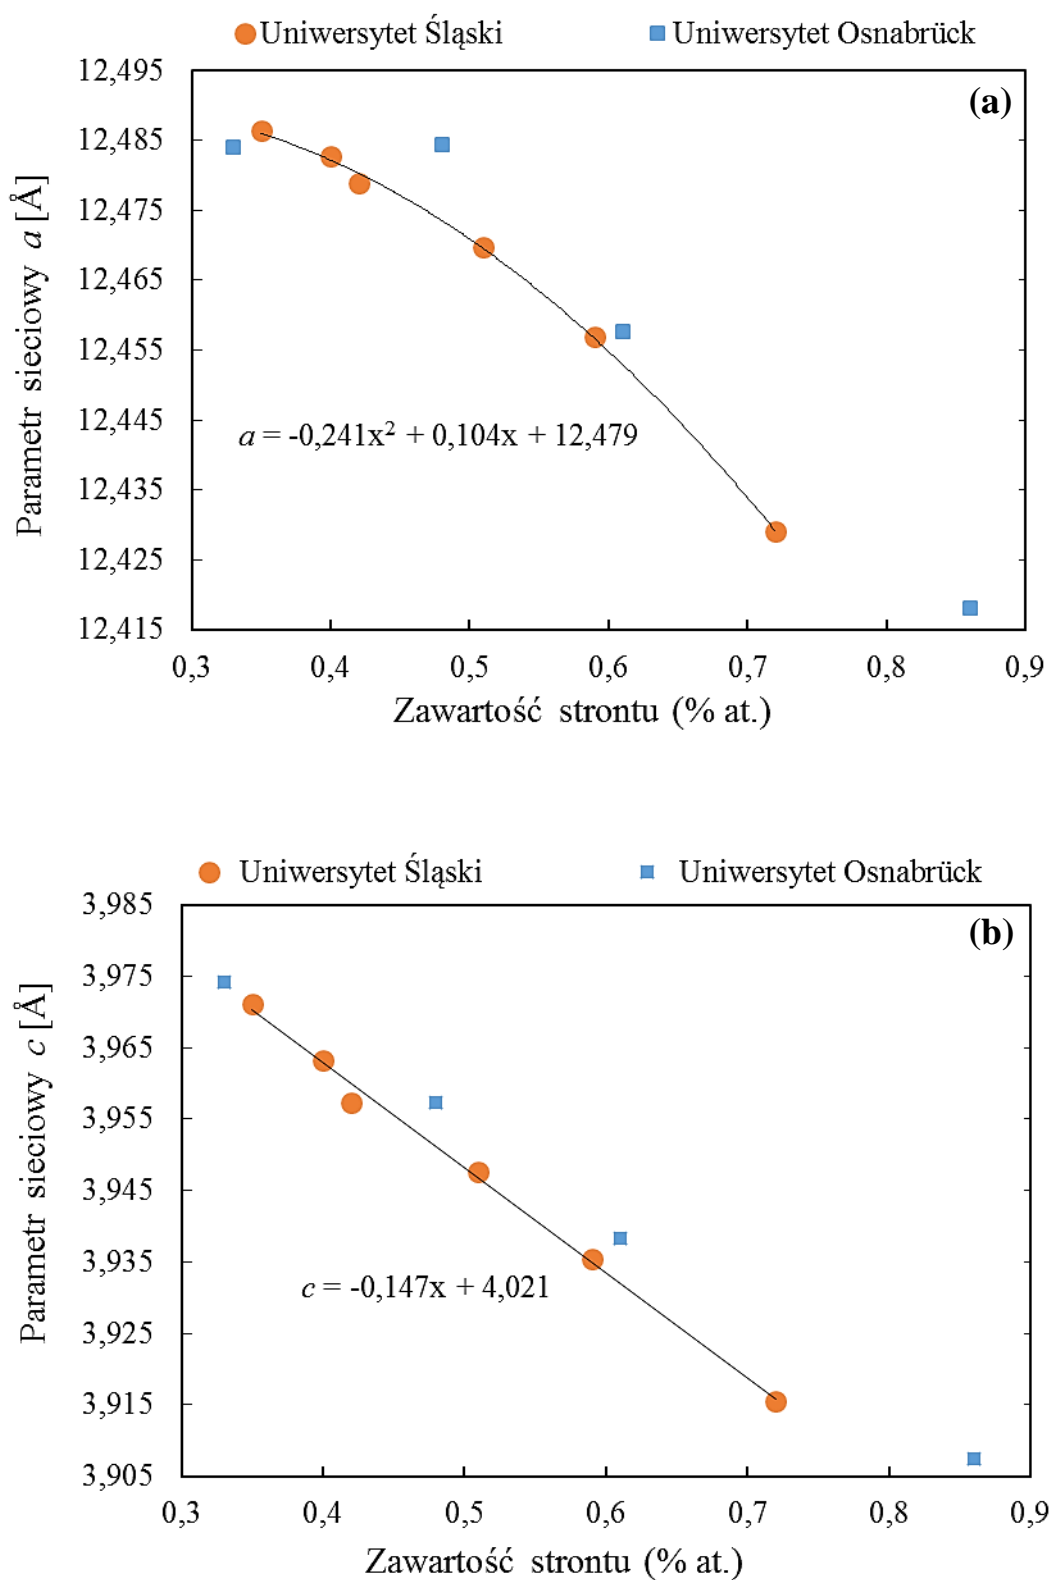 Uniwersytet Śląski Uniwersytet Osnabrück
12,495
(a)
12,485
12,475
12,465
12,455
12,445
12,435
12,425
12,415
Parametr sieciowy a [Å]
a = -0,241x² + 0,104x + 12,479
0,3 0,4 0,5 0,6 0,7 0,8 0,9
Zawartość strontu (% at.)
Uniwersytet Śląski Uniwersytet Osnabrück
3,985
(b)
3,975
3,965
3,955
3,945
3,935
3,925
3,915
3,905
Parametr sieciowy c [Å]
c = -0,147x + 4,021
0,3 0,4 0,5 0,6 0,7 0,8 0,9
Zawartość strontu (% at.)